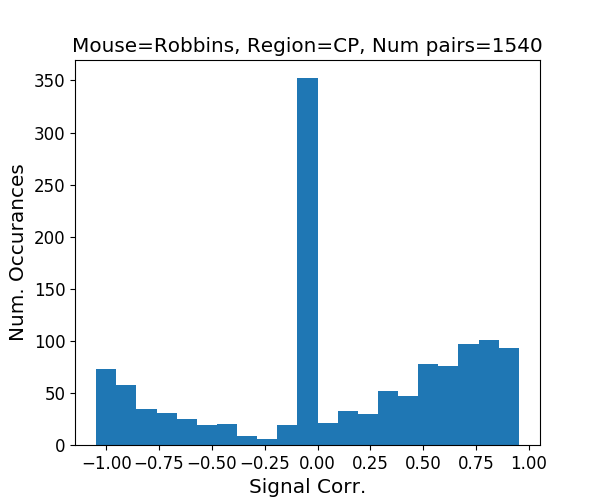 Mouse=Robbins, Region=CP, Num pairs=1540
350
300
250
200
150
100
50
0
Num. Occurances
−1.00 −0.75 −0.50 −0.25 0.00 0.25 0.50 0.75 1.00
Signal Corr.